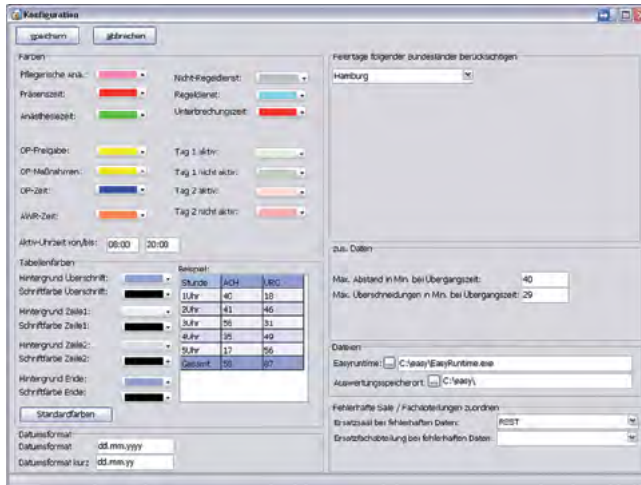 Konfiguration
speichern abbrechen
Farben
Pflegerische Anä.:
Präsenszeit:
Anästhesiezeit:
Nicht-Regeldienst:
Regeldienst:
Unterbrechungszeit:
OP-Freigabe:
OP-Maßnahmen:
OP-Zeit:
AWR-Zeit:
Tag 1 aktiv:
Tag 1 nicht aktiv:
Tag 2 aktiv:
Tag 2 nicht aktiv:
Aktiv-Uhrzeit von/bis: 08:00 20:00
Tabellenfarben
Hintergrund Überschrift:
Schriftfarbe Überschrift:
Hintergrund Zeile1:
Schriftfarbe Zeile1:
Hintergrund Zeile2:
Schriftfarbe Zeile2:
Hintergrund Ende:
Schriftfarbe Ende:
Standardfarben
Beispiel:
Stunde ACH URO
1Uhr 40 18
2Uhr 41 46
3Uhr 56 31
4Uhr 35 49
5Uhr 17 56
Gesamt 58 87
Datumsformat
Datumsformat dd.mm.yyyy
Datumsformat kurz dd.mm.yy
Feiertage folgender Bundesländer berücksichtigen
Hamburg
zus. Daten
Max. Abstand in Min. bei Übergangszeit: 40
Max. Überschneidungen in Min. bei Übergangszeit: 29
Dateien
Easyruntime: ... C:\easy\EasyRuntime.exe
Auswertungsspeicherort: ... C:\easy\
Fehlerhafte Säle / Fachabteilungen zuordnen
Ersatzsaal bei fehlerhaften Daten: REST
Ersatzfachabteilung bei fehlerhaften Daten: